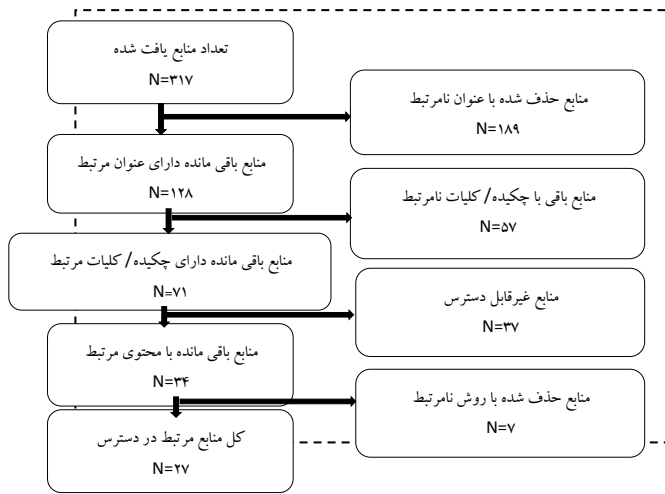 تعداد منابع یافت شده
N=۳۱۷
منابع حذف شده با عنوان نامرتبط
N=۱۸۹
منابع باقی مانده دارای عنوان مرتبط
N=۱۲۸
منابع باقی با چکیده/ کلیات نامرتبط
N=۵۷
منابع باقی مانده دارای چکیده/ کلیات مرتبط
N=۷۱
منابع غیرقابل دسترس
N=۳۷
منابع باقی مانده با محتوی مرتبط
N=۳۴
منابع حذف شده با روش نامرتبط
N=۷
کل منابع مرتبط در دسترس
N=۲۷